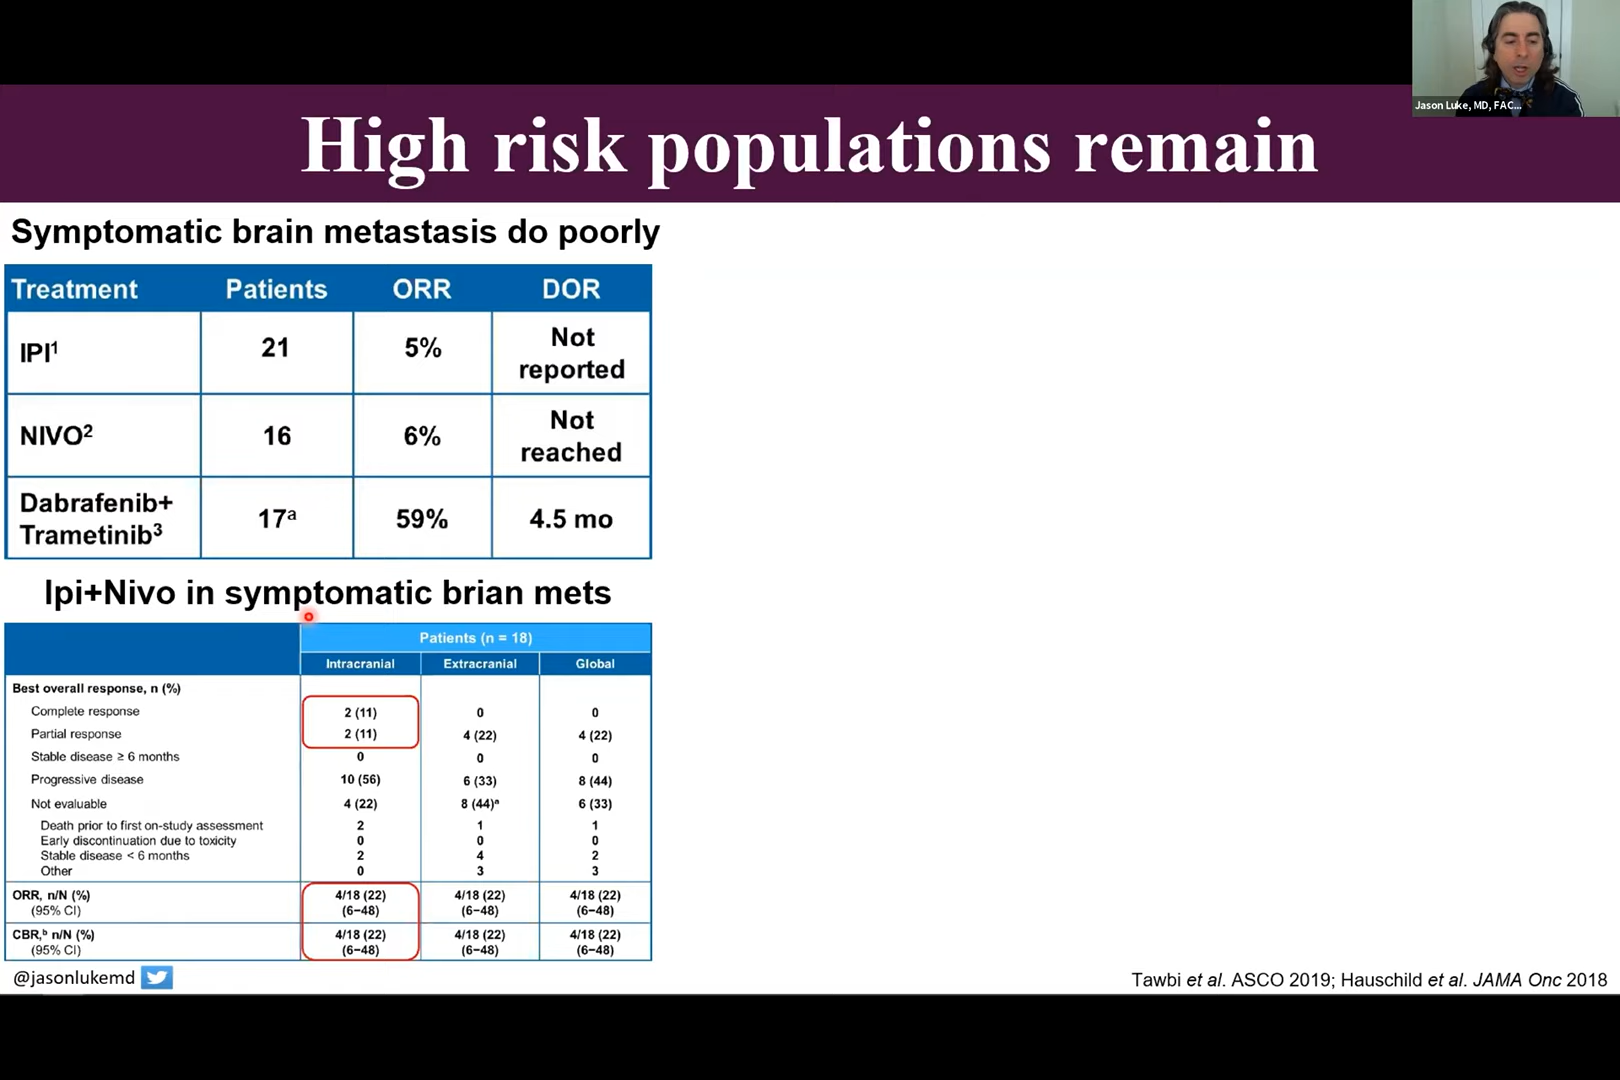 Jason Luke, MD, FAC...
High risk populations remain
Symptomatic brain metastasis do poorly
Treatment Patients ORR DOR
IPI¹ 21 5% Not reported
NIVO² 16 6% Not reached
Dabrafenib+ Trametinib³ 17ᵃ 59% 4.5 mo
Ipi+Nivo in symptomatic brian mets
Patients (n = 18)
Intracranial Extracranial Global
Best overall response, n (%)
Complete response 2 (11) 0 0
Partial response 2 (11) 4 (22) 4 (22)
Stable disease ≥ 6 months 0 0 0
Progressive disease 10 (56) 6 (33) 8 (44)
Not evaluable 4 (22) 8 (44)ᵃ 6 (33)
Death prior to first on-study assessment 2 1 1
Early discontinuation due to toxicity 0 0 0
Stable disease < 6 months 2 4 2
Other 0 3 3
ORR, n/N (%) 4/18 (22) 4/18 (22) 4/18 (22)
(95% CI) (6–48) (6–48) (6–48)
CBR,ᵇ n/N (%) 4/18 (22) 4/18 (22) 4/18 (22)
(95% CI) (6–48) (6–48) (6–48)
@jasonlukemd
Tawbi et al. ASCO 2019; Hauschild et al. JAMA Onc 2018